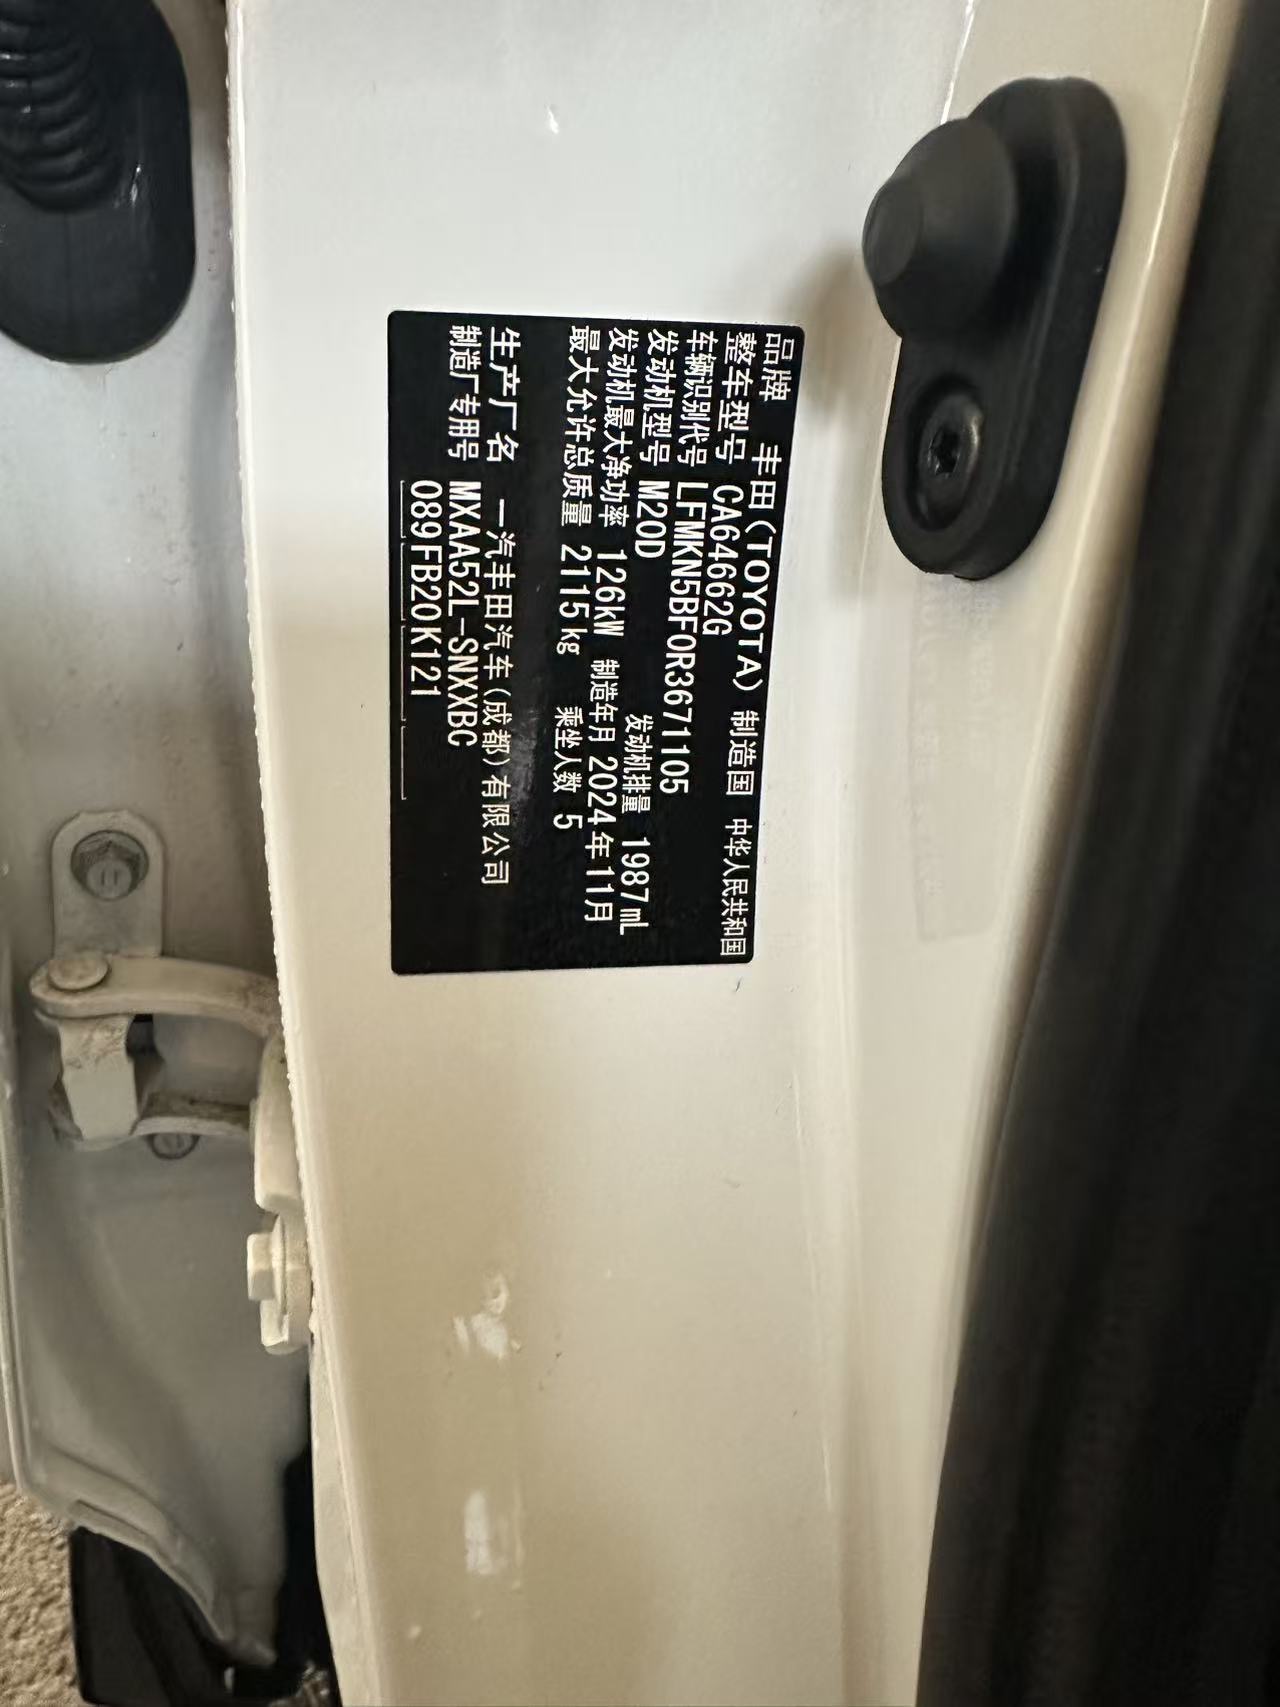 品牌 丰田(TOYOTA) 制造国 中华人民共和国
整车型号 CA64662G
车辆识别代号 LFMKN5BF0R3671105
发动机型号 M20D 发动机排量 1987mL
发动机最大净功率 126kW 制造年月 2024年11月
最大允许总质量 2115kg 乘坐人数 5
生产厂名 一汽丰田汽车(成都)有限公司
制造厂专用号 MXAA52L-SNXXBC
089 FB20 K121